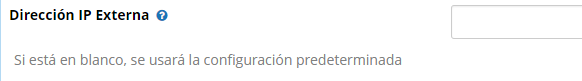 Dirección IP Externa
Si está en blanco, se usará la configuración predeterminada